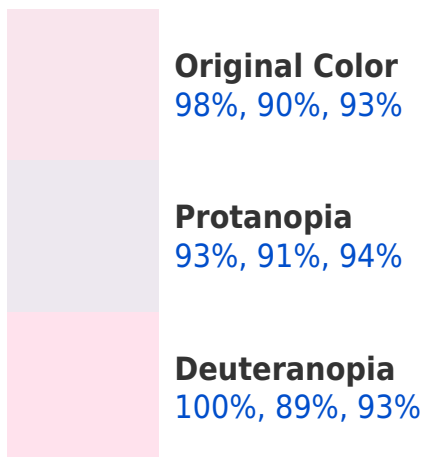 Original Color
98%, 90%, 93%
Protanopia
93%, 91%, 94%
Deuteranopia
100%, 89%, 93%